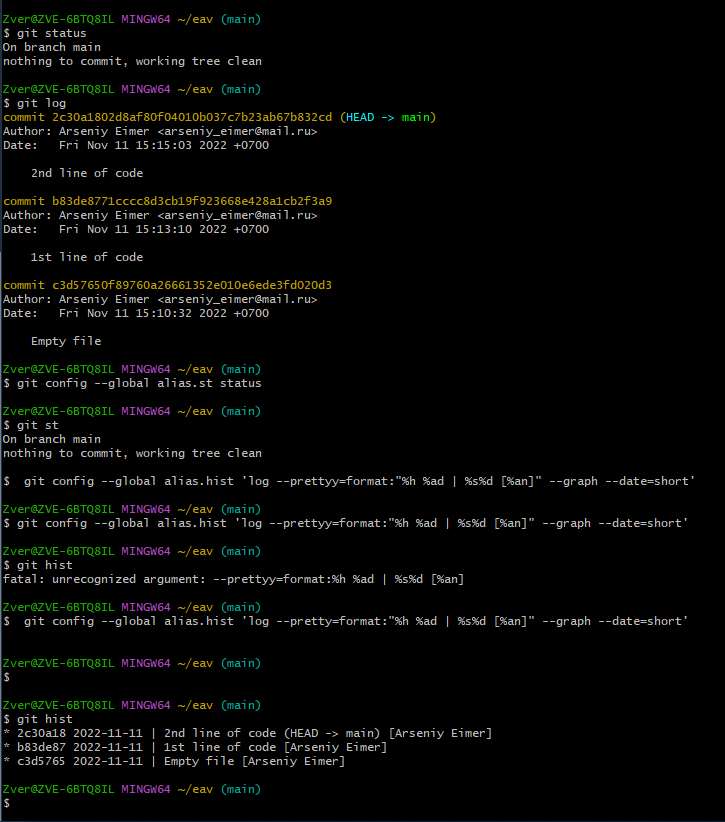 Zver@ZVE-6BTQ8IL MINGW64 ~/eav (main)
$ git status
On branch main
nothing to commit, working tree clean
Zver@ZVE-6BTQ8IL MINGW64 ~/eav (main)
$ git log
commit 2c30a1802d8af80f04010b037c7b23ab67b832cd (HEAD -> main)
Author: Arseniy Eimer <arseniy_eimer@mail.ru>
Date:   Fri Nov 11 15:15:03 2022 +0700
    2nd line of code
commit b83de8771cccc8d3cb19f923668e428a1cb2f3a9
Author: Arseniy Eimer <arseniy_eimer@mail.ru>
Date:   Fri Nov 11 15:13:10 2022 +0700
    1st line of code
commit c3d57650f89760a26661352e010e6ede3fd020d3
Author: Arseniy Eimer <arseniy_eimer@mail.ru>
Date:   Fri Nov 11 15:10:32 2022 +0700
    Empty file
Zver@ZVE-6BTQ8IL MINGW64 ~/eav (main)
$ git config --global alias.st status
Zver@ZVE-6BTQ8IL MINGW64 ~/eav (main)
$ git st
On branch main
nothing to commit, working tree clean
$  git config --global alias.hist 'log --prettyy=format:"%h %ad | %s%d [%an]" --graph --date=short'
Zver@ZVE-6BTQ8IL MINGW64 ~/eav (main)
$ git config --global alias.hist 'log --prettyy=format:"%h %ad | %s%d [%an]" --graph --date=short'
Zver@ZVE-6BTQ8IL MINGW64 ~/eav (main)
$ git hist
fatal: unrecognized argument: --prettyy=format:%h %ad | %s%d [%an]
Zver@ZVE-6BTQ8IL MINGW64 ~/eav (main)
$  git config --global alias.hist 'log --pretty=format:"%h %ad | %s%d [%an]" --graph --date=short'
Zver@ZVE-6BTQ8IL MINGW64 ~/eav (main)
$
Zver@ZVE-6BTQ8IL MINGW64 ~/eav (main)
$ git hist
* 2c30a18 2022-11-11 | 2nd line of code (HEAD -> main) [Arseniy Eimer]
* b83de87 2022-11-11 | 1st line of code [Arseniy Eimer]
* c3d5765 2022-11-11 | Empty file [Arseniy Eimer]
Zver@ZVE-6BTQ8IL MINGW64 ~/eav (main)
$